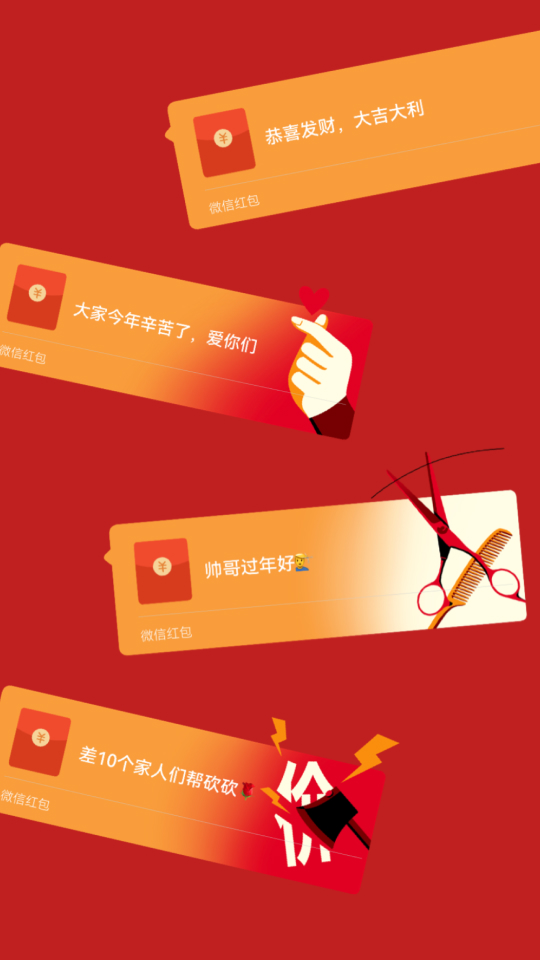 恭喜发财，大吉大利
微信红包
大家今年辛苦了，爱你们
微信红包
帅哥过年好💇‍♂️
微信红包
差10个家人们帮砍砍🌹
价
微信红包